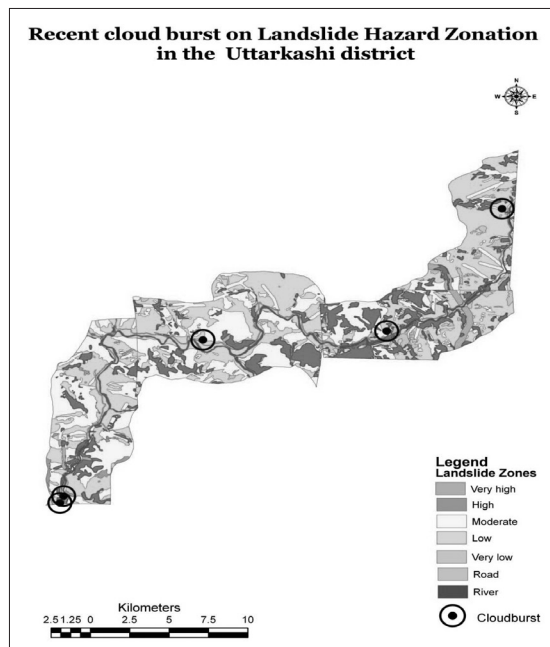 Recent cloud burst on Landslide Hazard Zonation
in the Uttarkashi district
N
W E
S
Legend
Landslide Zones
Very high
High
Moderate
Low
Very low
Road
River
Cloudburst
Kilometers
2.5 1.25 0 2.5 5 7.5 10